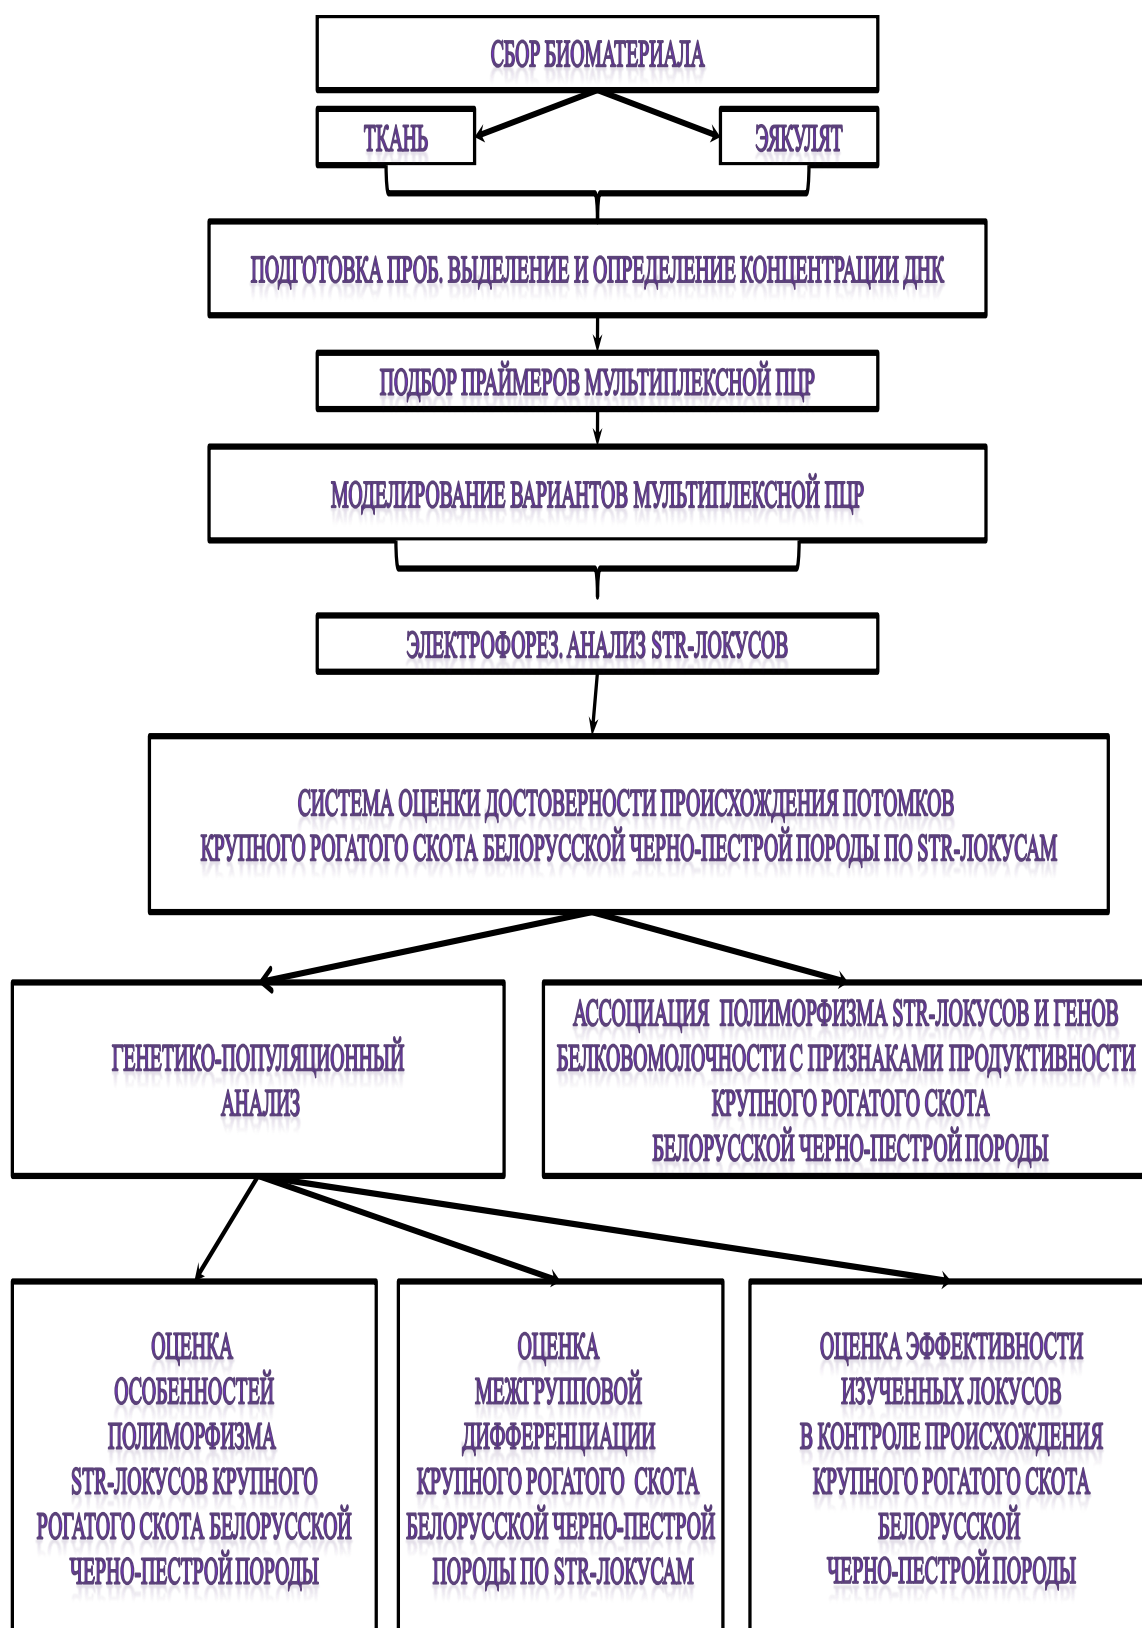 СБОР БИОМАТЕРИАЛА
ТКАНЬ
ЭЯКУЛЯТ
ПОДГОТОВКА ПРОБ. ВЫДЕЛЕНИЕ И ОПРЕДЕЛЕНИЕ КОНЦЕНТРАЦИИ ДНК
ПОДБОР ПРАЙМЕРОВ МУЛЬТИПЛЕКСНОЙ ПЦР
МОДЕЛИРОВАНИЕ ВАРИАНТОВ МУЛЬТИПЛЕКСНОЙ ПЦР
ЭЛЕКТРОФОРЕЗ. АНАЛИЗ STR-ЛОКУСОВ
СИСТЕМА ОЦЕНКИ ДОСТОВЕРНОСТИ ПРОИСХОЖДЕНИЯ ПОТОМКОВ
КРУПНОГО РОГАТОГО СКОТА БЕЛОРУССКОЙ ЧЕРНО-ПЕСТРОЙ ПОРОДЫ ПО STR-ЛОКУСАМ
ГЕНЕТИКО-ПОПУЛЯЦИОННЫЙ
АНАЛИЗ
АССОЦИАЦИЯ ПОЛИМОРФИЗМА STR-ЛОКУСОВ И ГЕНОВ
БЕЛКОВОМОЛОЧНОСТИ С ПРИЗНАКАМИ ПРОДУКТИВНОСТИ
КРУПНОГО РОГАТОГО СКОТА
БЕЛОРУССКОЙ ЧЕРНО-ПЕСТРОЙ ПОРОДЫ
ОЦЕНКА
ОСОБЕННОСТЕЙ
ПОЛИМОРФИЗМА
STR-ЛОКУСОВ КРУПНОГО
РОГАТОГО СКОТА БЕЛОРУССКОЙ
ЧЕРНО-ПЕСТРОЙ ПОРОДЫ
ОЦЕНКА
МЕЖГРУППОВОЙ
ДИФФЕРЕНЦИАЦИИ
КРУПНОГО РОГАТОГО СКОТА
БЕЛОРУССКОЙ ЧЕРНО-ПЕСТРОЙ
ПОРОДЫ ПО STR-ЛОКУСАМ
ОЦЕНКА ЭФФЕКТИВНОСТИ
ИЗУЧЕННЫХ ЛОКУСОВ
В КОНТРОЛЕ ПРОИСХОЖДЕНИЯ
КРУПНОГО РОГАТОГО СКОТА
БЕЛОРУССКОЙ
ЧЕРНО-ПЕСТРОЙ ПОРОДЫ